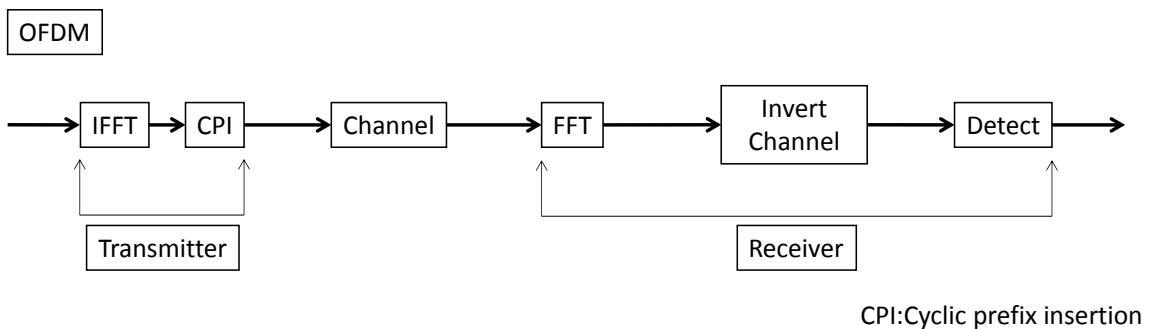 OFDM
IFFT
CPI
Channel
FFT
Invert
Channel
Detect
Transmitter
Receiver
CPI:Cyclic prefix insertion